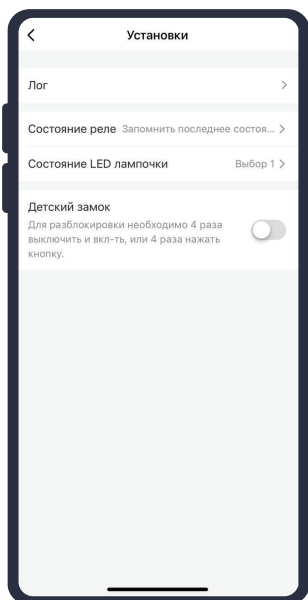 Установки
Лог
Состояние реле Запомнить последнее состоя...
Состояние LED лампочки Выбор 1
Детский замок
Для разблокировки необходимо 4 раза
выключить и вкл-ть, или 4 раза нажать
кнопку.